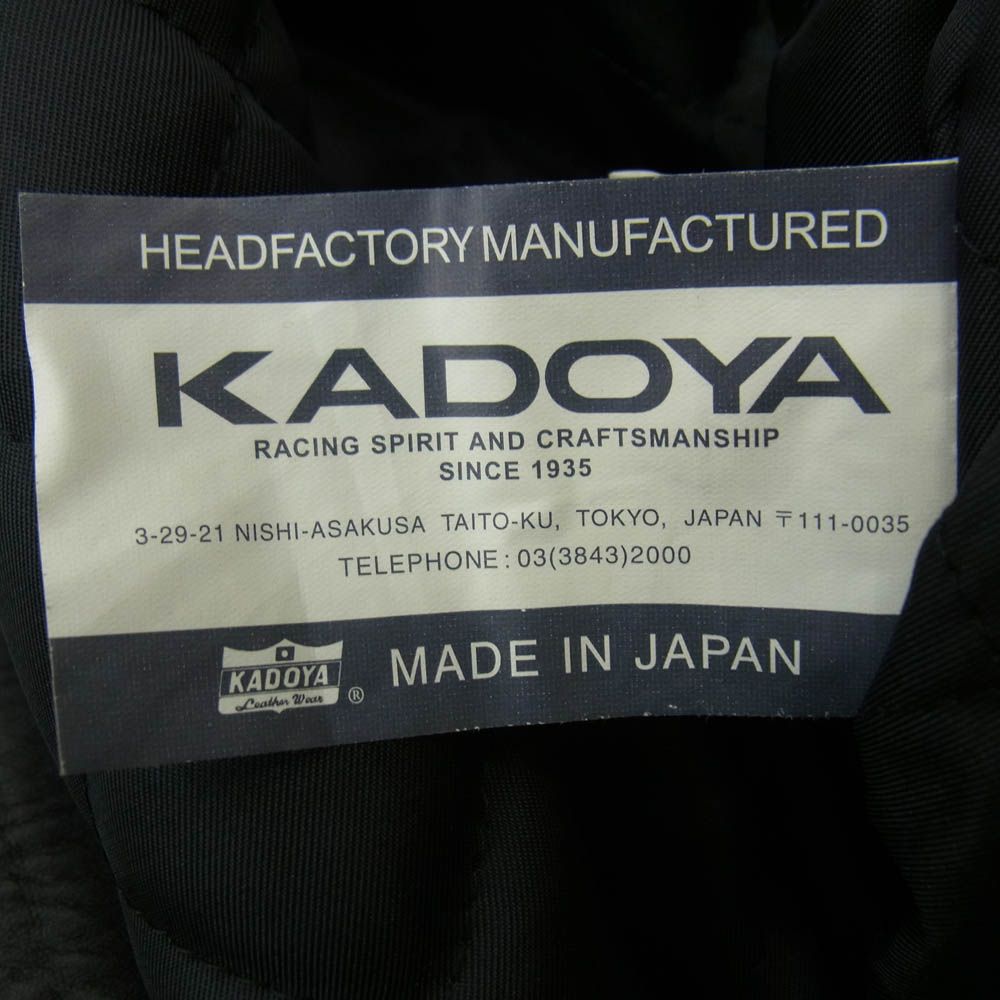 HEADFACTORY MANUFACTURED
KADOYA
RACING SPIRIT AND CRAFTSMANSHIP
SINCE 1935
3-29-21 NISHI-ASAKUSA TAITO-KU, TOKYO, JAPAN 〒111-0035
TELEPHONE: 03(3843)2000
KADOYA
Leather Wear
®
MADE IN JAPAN